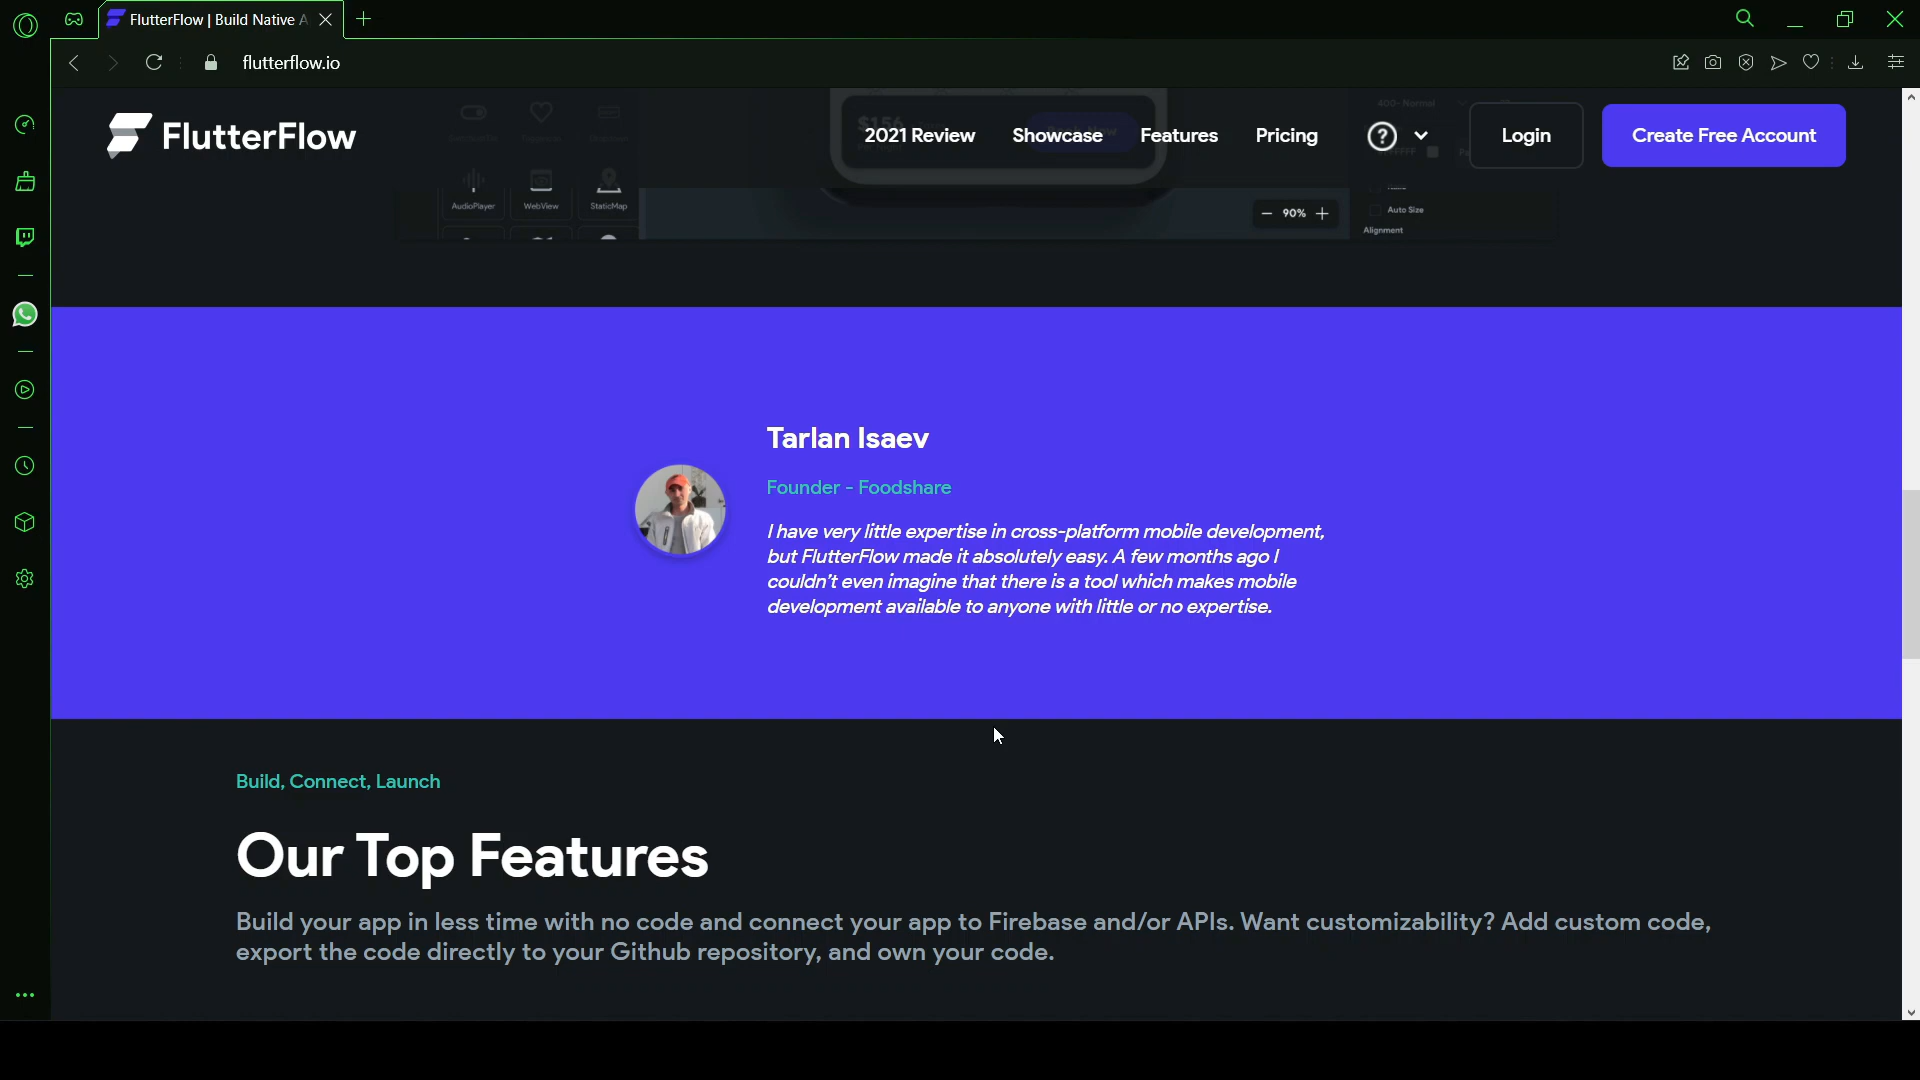 FlutterFlow | Build Native A
flutterflow.io
FlutterFlow
2021 Review
Showcase
Features
Pricing
Login
Create Free Account
$156
400 - Normal
AudioPlayer
WebView
StaticMap
90%
Auto Size
Alignment
Tarlan Isaev
Founder - Foodshare
I have very little expertise in cross-platform mobile development,
but FlutterFlow made it absolutely easy. A few months ago I
couldn't even imagine that there is a tool which makes mobile
development available to anyone with little or no expertise.
Build, Connect, Launch
Our Top Features
Build your app in less time with no code and connect your app to Firebase and/or APIs. Want customizability? Add custom code,
export the code directly to your Github repository, and own your code.